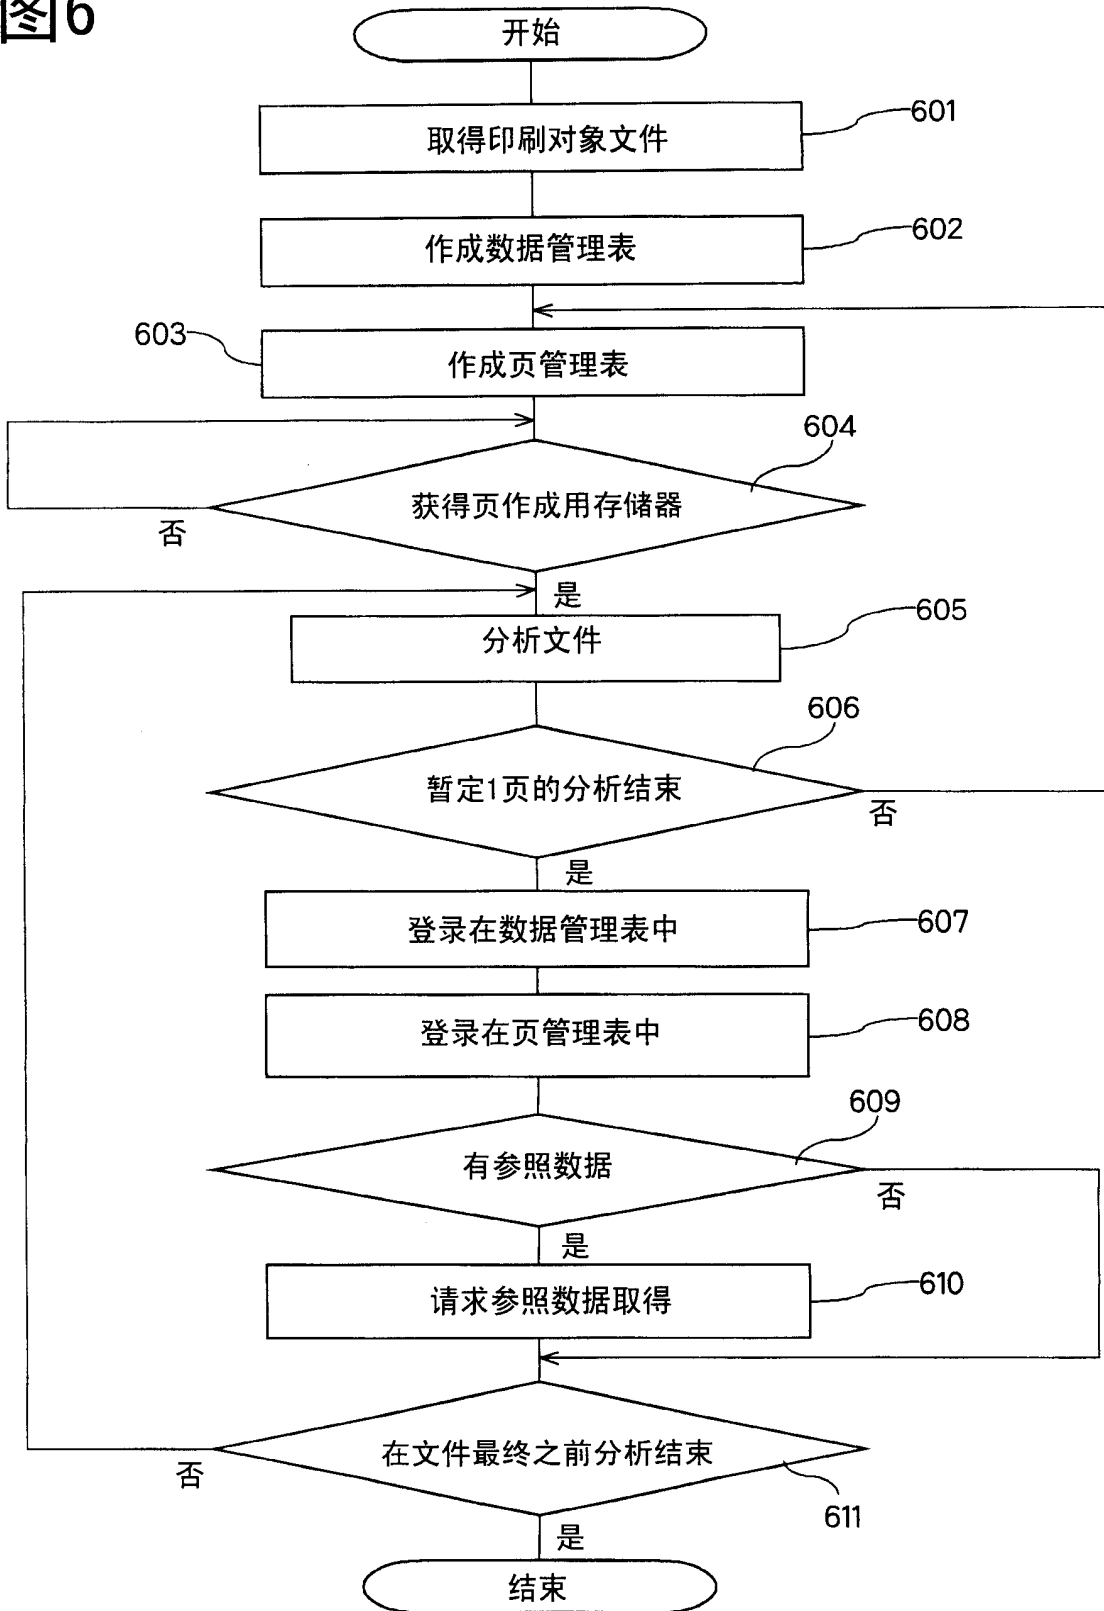 图6
开始
取得印刷对象文件
601
作成数据管理表
602
603
作成页管理表
604
获得页作成用存储器
否
是
分析文件
605
606
暂定1页的分析结束
否
是
登录在数据管理表中
607
登录在页管理表中
608
609
有参照数据
否
是
请求参照数据取得
610
在文件最终之前分析结束
否
611
是
结束